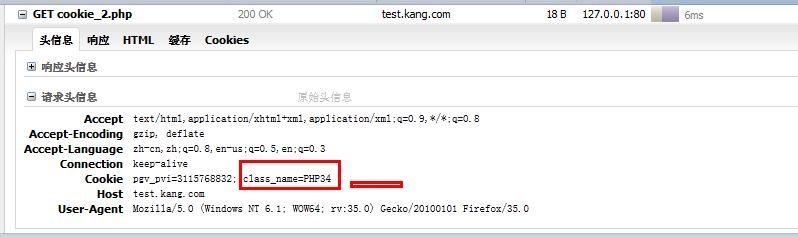 GET cookie_2.php 200 OK test.kang.com 18 B 127.0.0.1:80 6ms
头信息 响应 HTML 缓存 Cookies
响应头信息
请求头信息 原始头信息
Accept text/html,application/xhtml+xml,application/xml;q=0.9,*/*;q=0.8
Accept-Encoding gzip, deflate
Accept-Language zh-cn,zh;q=0.8,en-us;q=0.5,en;q=0.3
Connection keep-alive
Cookie pgv_pvi=3115768832; class_name=PHP34
Host test.kang.com
User-Agent Mozilla/5.0 (Windows NT 6.1; WOW64; rv:35.0) Gecko/20100101 Firefox/35.0